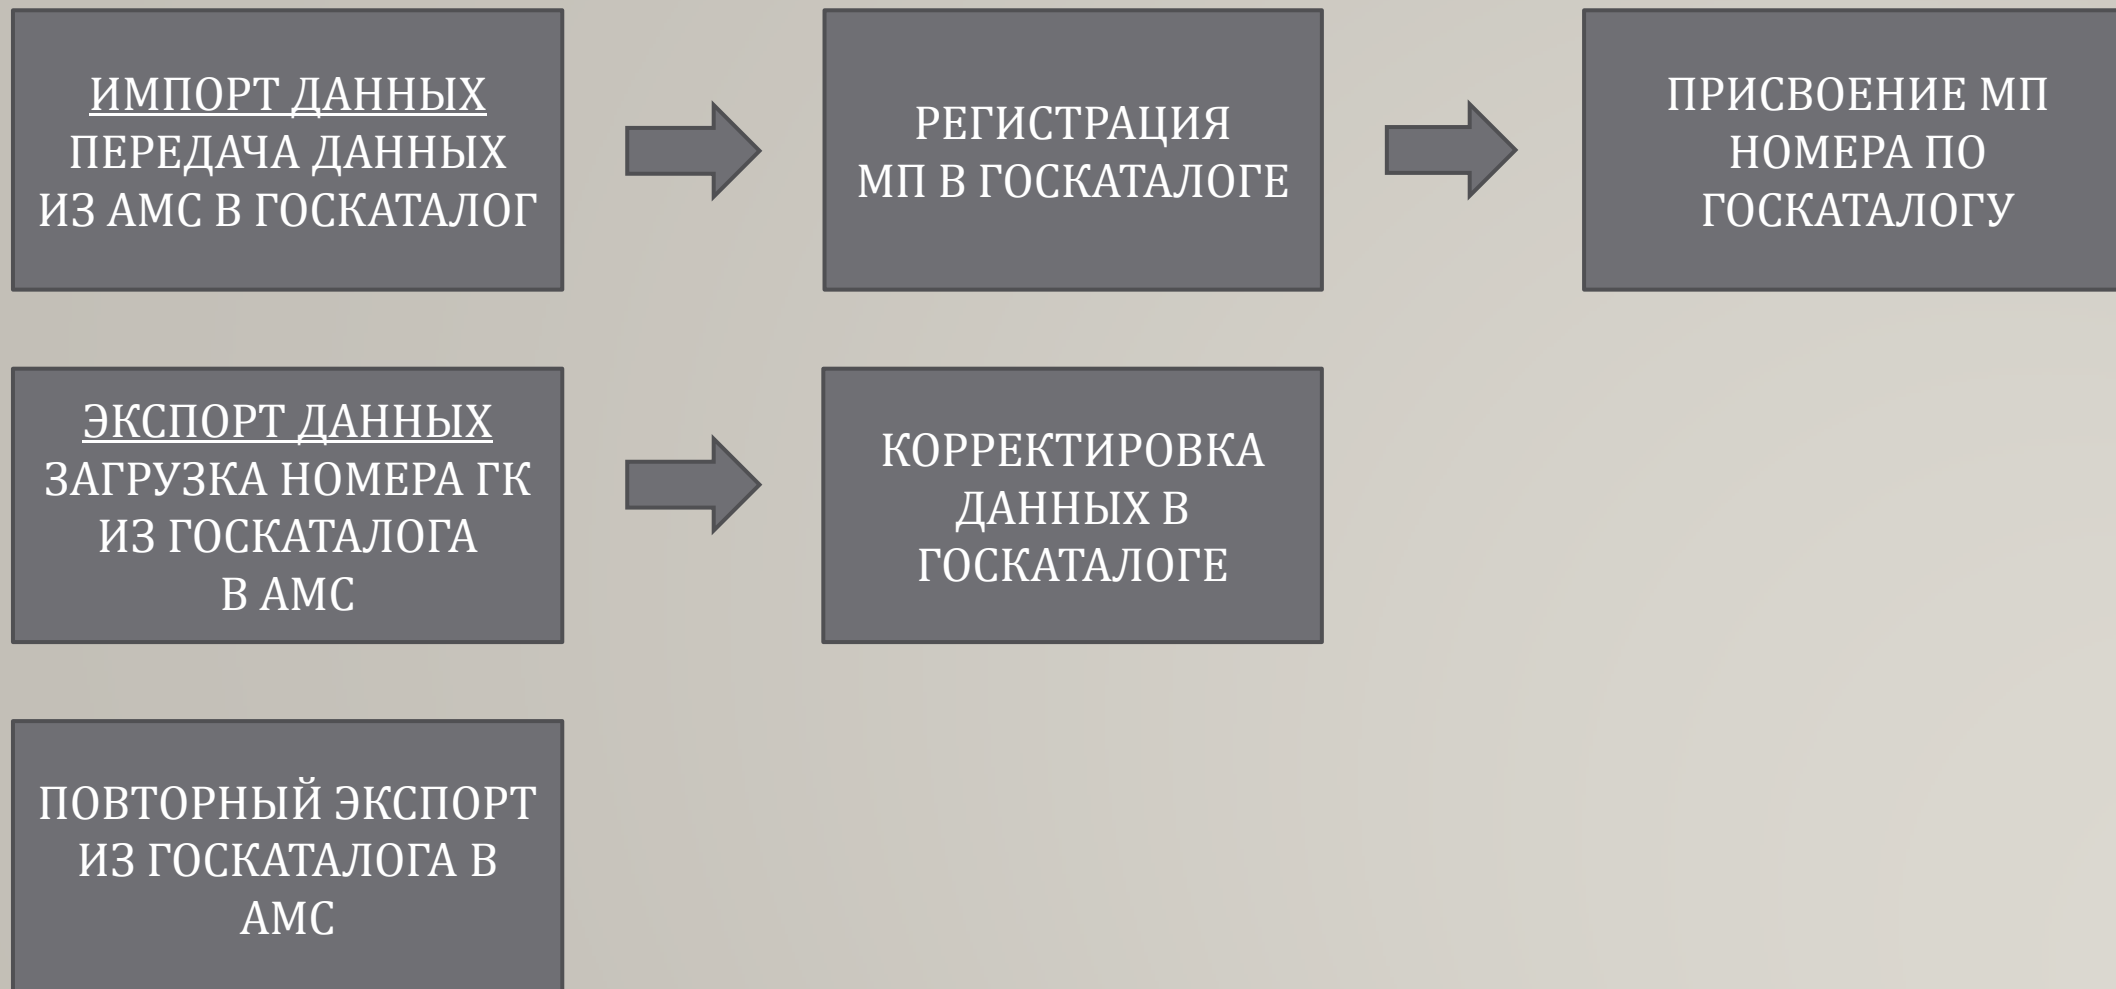 ИМПОРТ ДАННЫХ
ПЕРЕДАЧА ДАННЫХ
ИЗ АМС В ГОСКАТАЛОГ
РЕГИСТРАЦИЯ
МП В ГОСКАТАЛОГЕ
ПРИСВОЕНИЕ МП
НОМЕРА ПО
ГОСКАТАЛОГУ
ЭКСПОРТ ДАННЫХ
ЗАГРУЗКА НОМЕРА ГК
ИЗ ГОСКАТАЛОГА
В АМС
КОРРЕКТИРОВКА
ДАННЫХ В
ГОСКАТАЛОГЕ
ПОВТОРНЫЙ ЭКСПОРТ
ИЗ ГОСКАТАЛОГА В
АМС